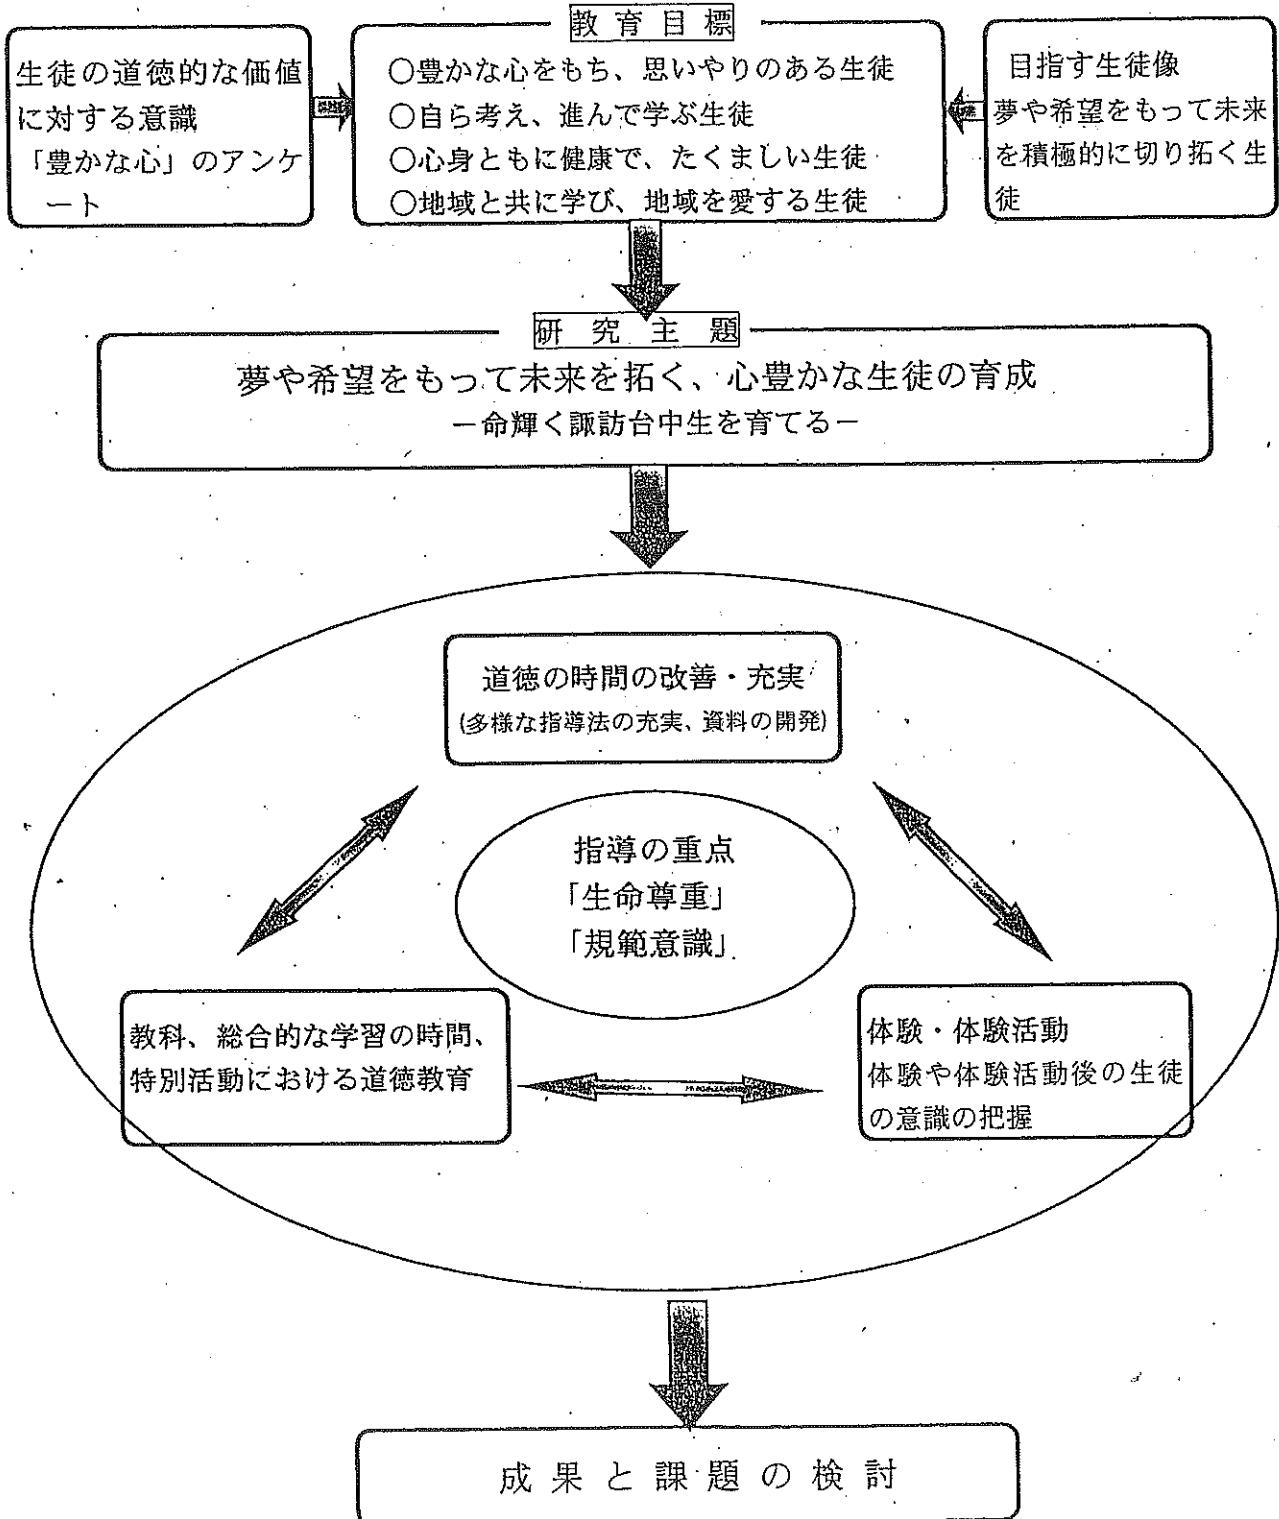 教育目標
生徒の道徳的な価値
に対する意識
「豊かな心」のアンケ
ート
○豊かな心をもち、思いやりのある生徒
○自ら考え、進んで学ぶ生徒
○心身ともに健康で、たくましい生徒
○地域と共に学び、地域を愛する生徒
目指す生徒像
夢や希望をもって未来
を積極的に切り拓く生
徒
研究主題
夢や希望をもって未来を拓く、心豊かな生徒の育成
－命輝く諏訪台中生を育てる－
道徳の時間の改善・充実
(多様な指導法の充実、資料の開発)
指導の重点
「生命尊重」
「規範意識」
教科、総合的な学習の時間、
特別活動における道徳教育
体験・体験活動
体験や体験活動後の生徒
の意識の把握
成果と課題の検討